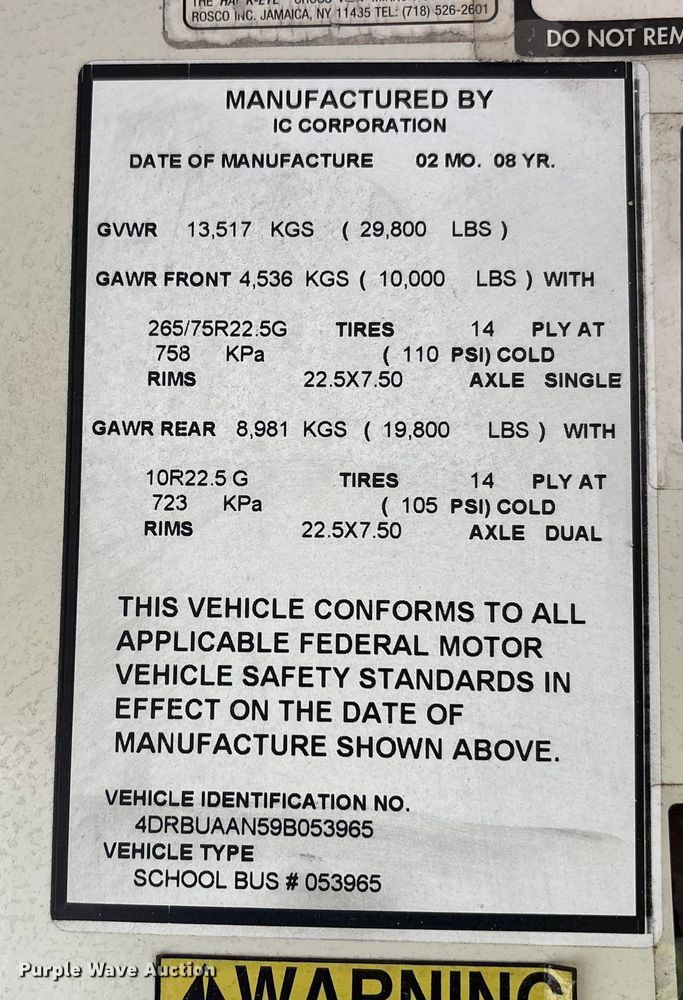 ROSCO INC. JAMAICA, NY 11435 TEL: (718) 526-2601
DO NOT REM
MANUFACTURED BY
IC CORPORATION
DATE OF MANUFACTURE 02 MO. 08 YR.
GVWR 13,517 KGS ( 29,800 LBS )
GAWR FRONT 4,536 KGS ( 10,000 LBS ) WITH
265/75R22.5G TIRES 14 PLY AT
758 KPa ( 110 PSI) COLD
RIMS 22.5X7.50 AXLE SINGLE
GAWR REAR 8,981 KGS ( 19,800 LBS ) WITH
10R22.5 G TIRES 14 PLY AT
723 KPa ( 105 PSI) COLD
RIMS 22.5X7.50 AXLE DUAL
THIS VEHICLE CONFORMS TO ALL
APPLICABLE FEDERAL MOTOR
VEHICLE SAFETY STANDARDS IN
EFFECT ON THE DATE OF
MANUFACTURE SHOWN ABOVE.
VEHICLE IDENTIFICATION NO.
4DRBUAAN59B053965
VEHICLE TYPE
SCHOOL BUS # 053965
Purple Wave Auction
WARNING